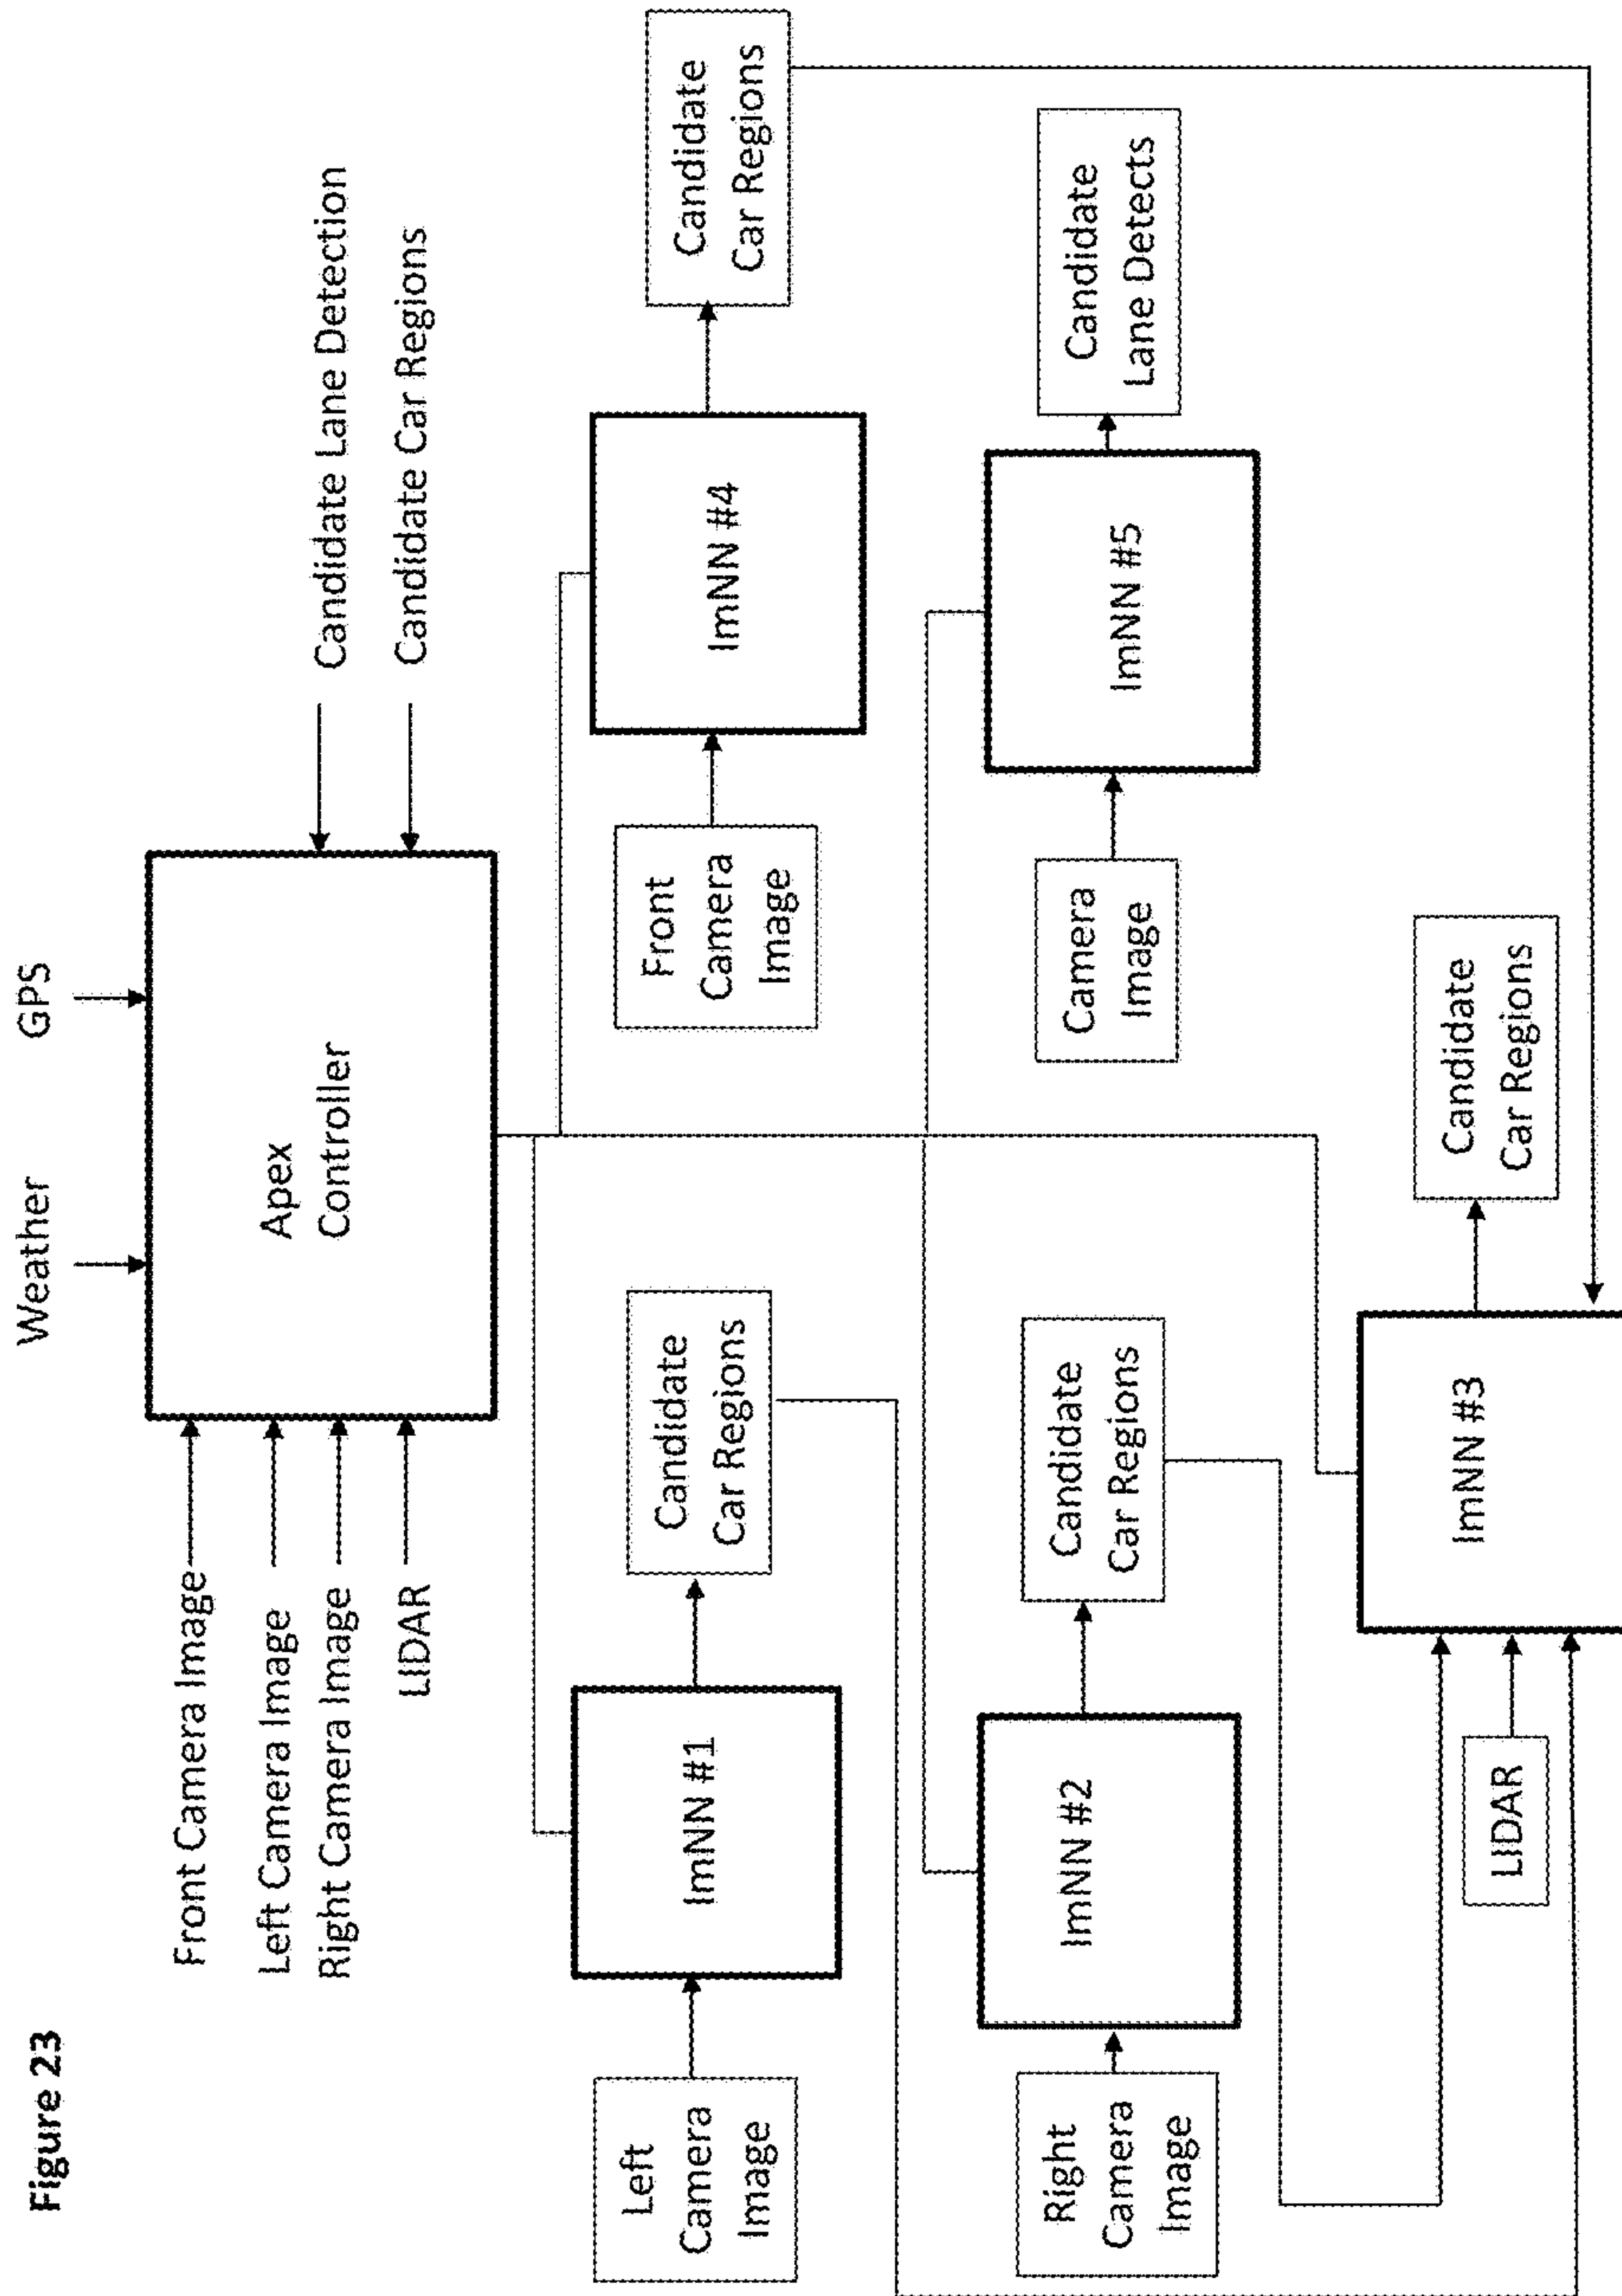 Figure 23
Weather
GPS
Front Camera Image
Left Camera Image
Right Camera Image
LIDAR
Apex
Controller
Candidate Lane Detection
Candidate Car Regions
Left
Camera
Image
ImNN #1
Candidate
Car Regions
Front
Camera
Image
ImNN #4
Candidate
Car Regions
Right
Camera
Image
ImNN #2
Candidate
Car Regions
Camera
Image
ImNN #5
Candidate
Lane Detects
LIDAR
ImNN #3
Candidate
Car Regions